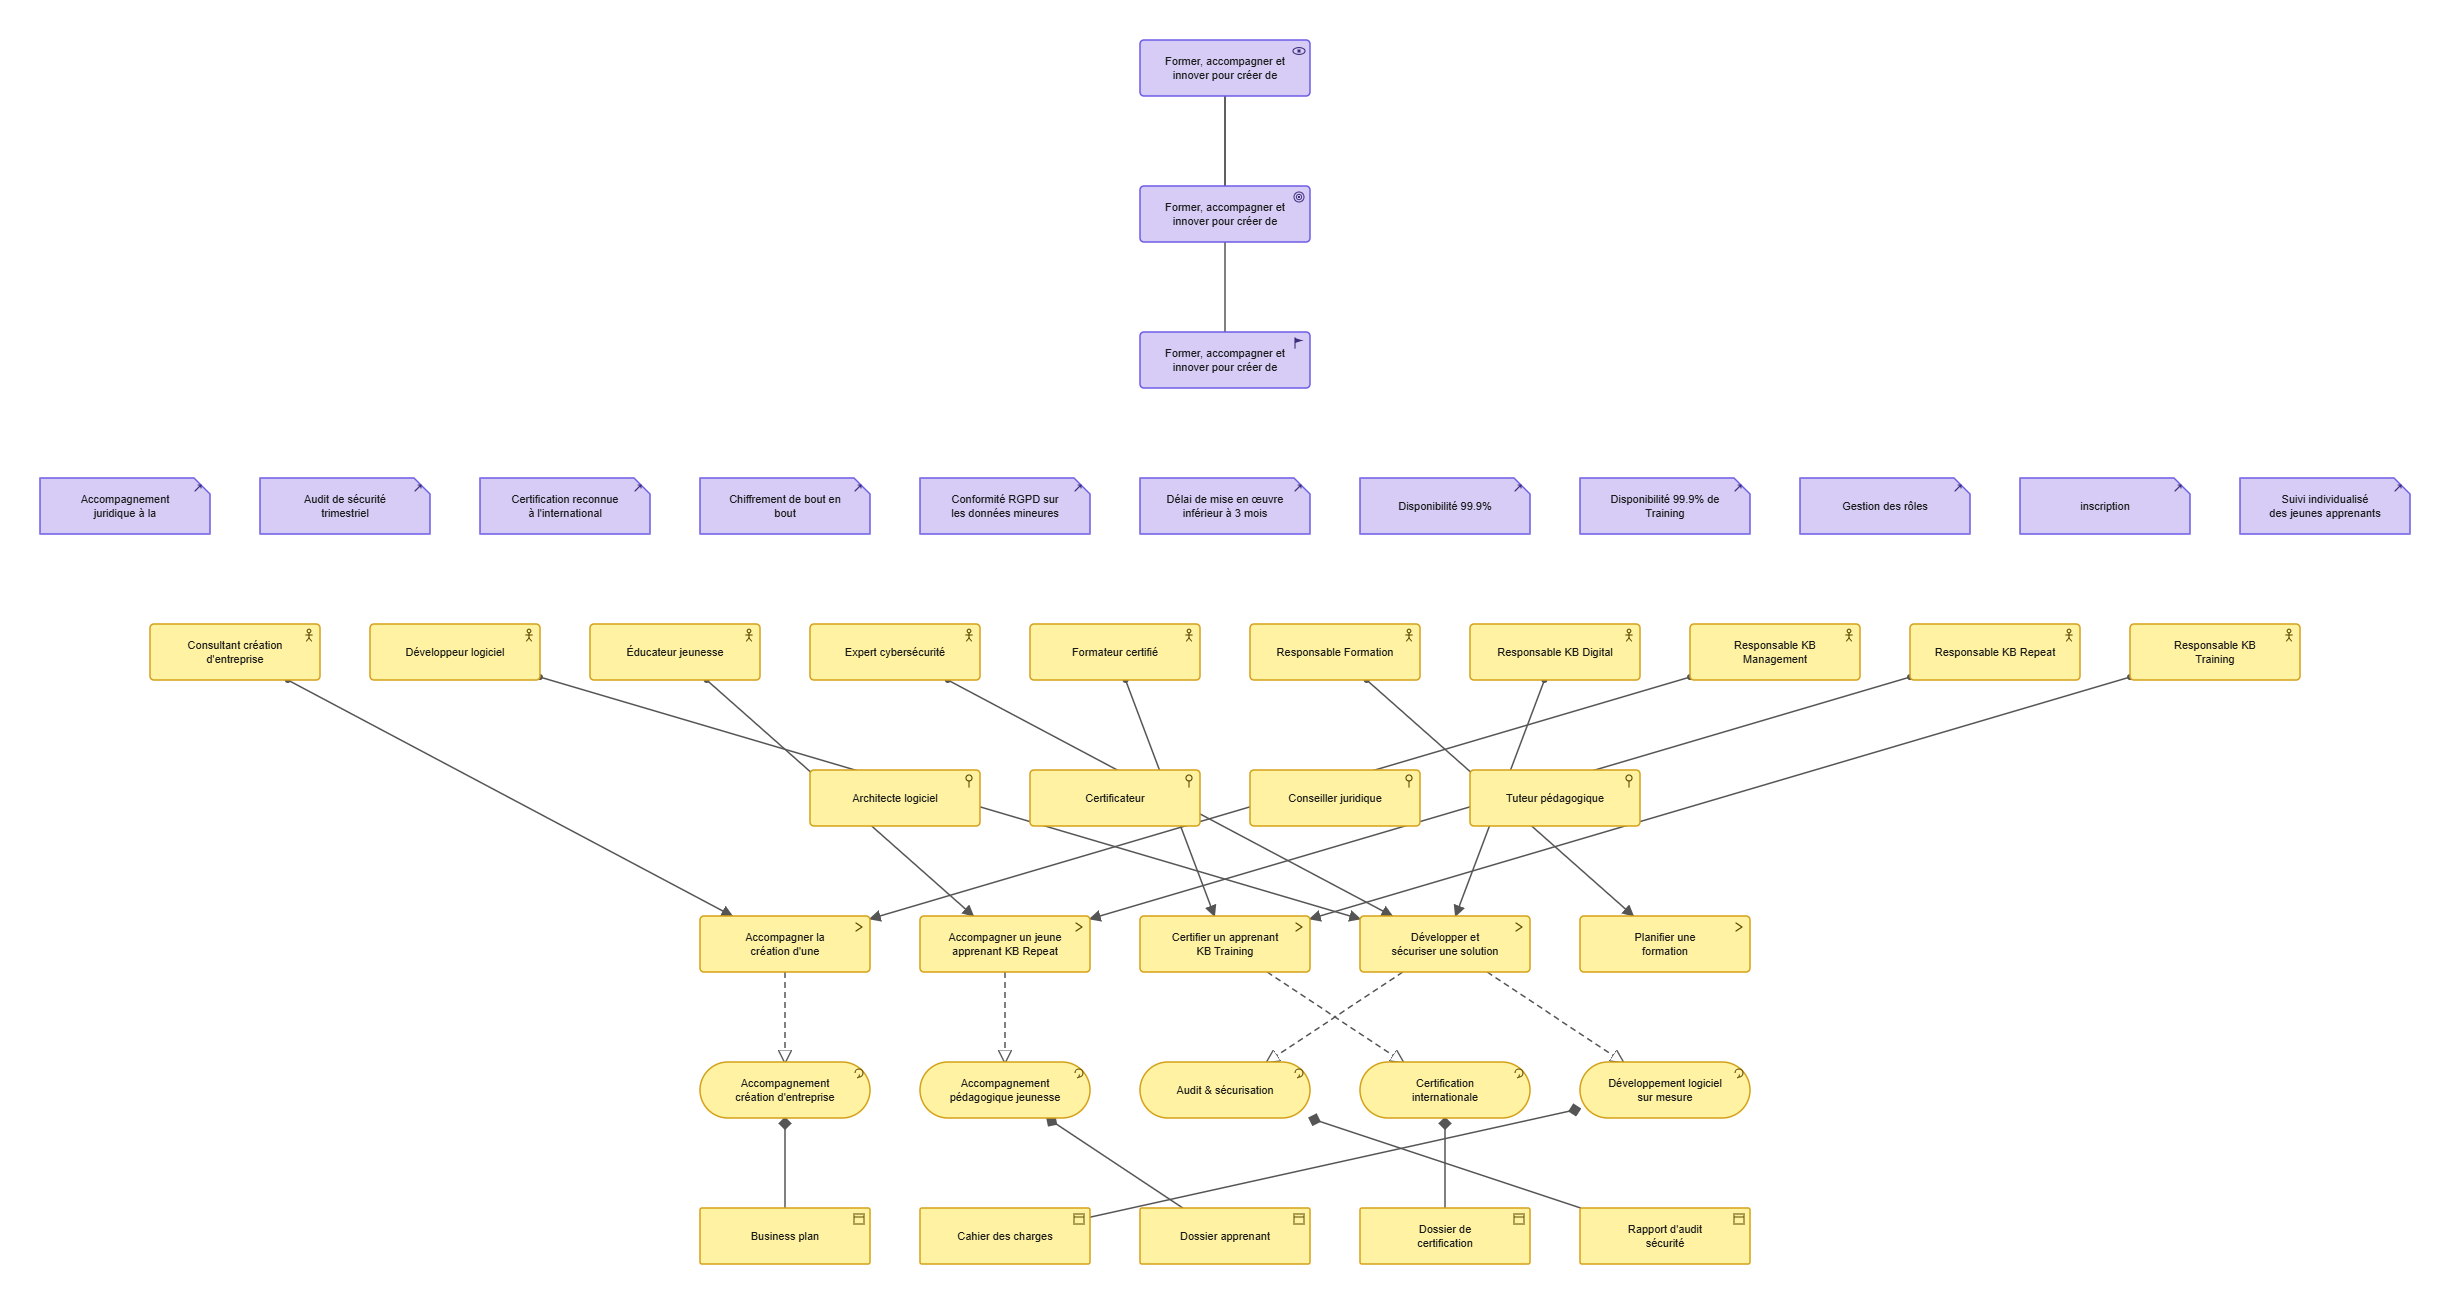 Former, accompagner et
innover pour créer de
Former, accompagner et
innover pour créer de
Former, accompagner et
innover pour créer de
Accompagnement
juridique à la
Audit de sécurité
trimestriel
Certification reconnue
à l'international
Chiffrement de bout en
bout
Conformité RGPD sur
les données mineures
Délai de mise en œuvre
inférieur à 3 mois
Disponibilité 99.9%
Disponibilité 99.9% de
Training
Gestion des rôles
inscription
Suivi individualisé
des jeunes apprenants
Consultant création
d'entreprise
Développeur logiciel
Éducateur jeunesse
Expert cybersécurité
Formateur certifié
Responsable Formation
Responsable KB Digital
Responsable KB
Management
Responsable KB Repeat
Responsable KB
Training
Architecte logiciel
Certificateur
Conseiller juridique
Tuteur pédagogique
Accompagner la
création d'une
Accompagner un jeune
apprenant KB Repeat
Certifier un apprenant
KB Training
Développer et
sécuriser une solution
Planifier une
formation
Accompagnement
création d'entreprise
Accompagnement
pédagogique jeunesse
Audit & sécurisation
Certification
internationale
Développement logiciel
sur mesure
Business plan
Cahier des charges
Dossier apprenant
Dossier de
certification
Rapport d'audit
sécurité